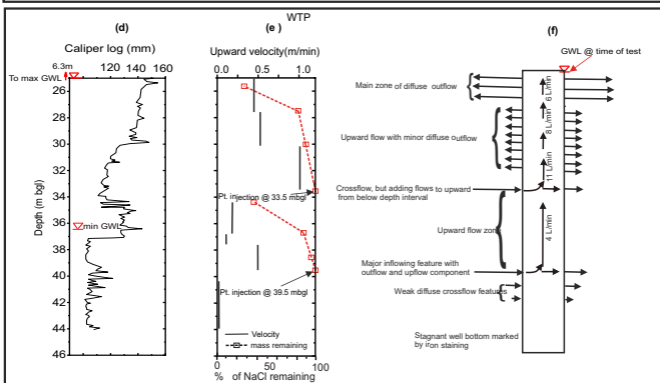 WTP
(d)
(e)
(f)
Caliper log (mm)
Upward velocity(m/min)
GWL @ time of test
6.3m
To max GWL
120
140
160
0.0
0.5
1.0
26
28
30
32
34
36
38
40
42
44
46
Depth (m bgl)
min GWL
Pt. injection @ 33.5 mbgl
Pt. injection @ 39.5 mbgl
Velocity
mass remaining
0
50
100
% of NaCl remaining
Main zone of diffuse outflow
6 L/min
Upward flow with minor diffuse outflow
8 L/min
11 L/min
Crossflow, but adding flows to upward
from below depth interval
Upward flow zon
4 L/min
Major inflowing feature with
outflow and upflow component
Weak diffuse crossflow features
Stagnant well bottom marked
by iron staining